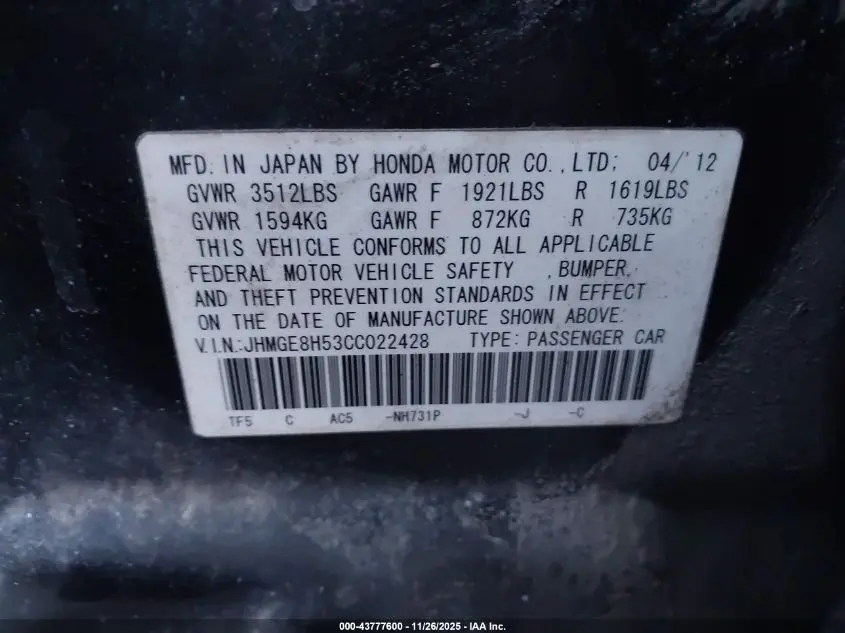 MFD. IN JAPAN BY HONDA MOTOR CO.,LTD; 04/'12
GVWR 3512LBS GAWR F 1921LBS R 1619LBS
GVWR 1594KG GAWR F 872KG R 735KG
THIS VEHICLE CONFORMS TO ALL APPLICABLE
FEDERAL MOTOR VEHICLE SAFETY , BUMPER,
AND THEFT PREVENTION STANDARDS IN EFFECT
ON THE DATE OF MANUFACTURE SHOWN ABOVE:
V.I.N.:JHMGE8H53CC022428 TYPE: PASSENGER CAR
TF5 C AC5 -NH731P -J -C
000-43777600 - 11/26/2025 - IAA Inc.